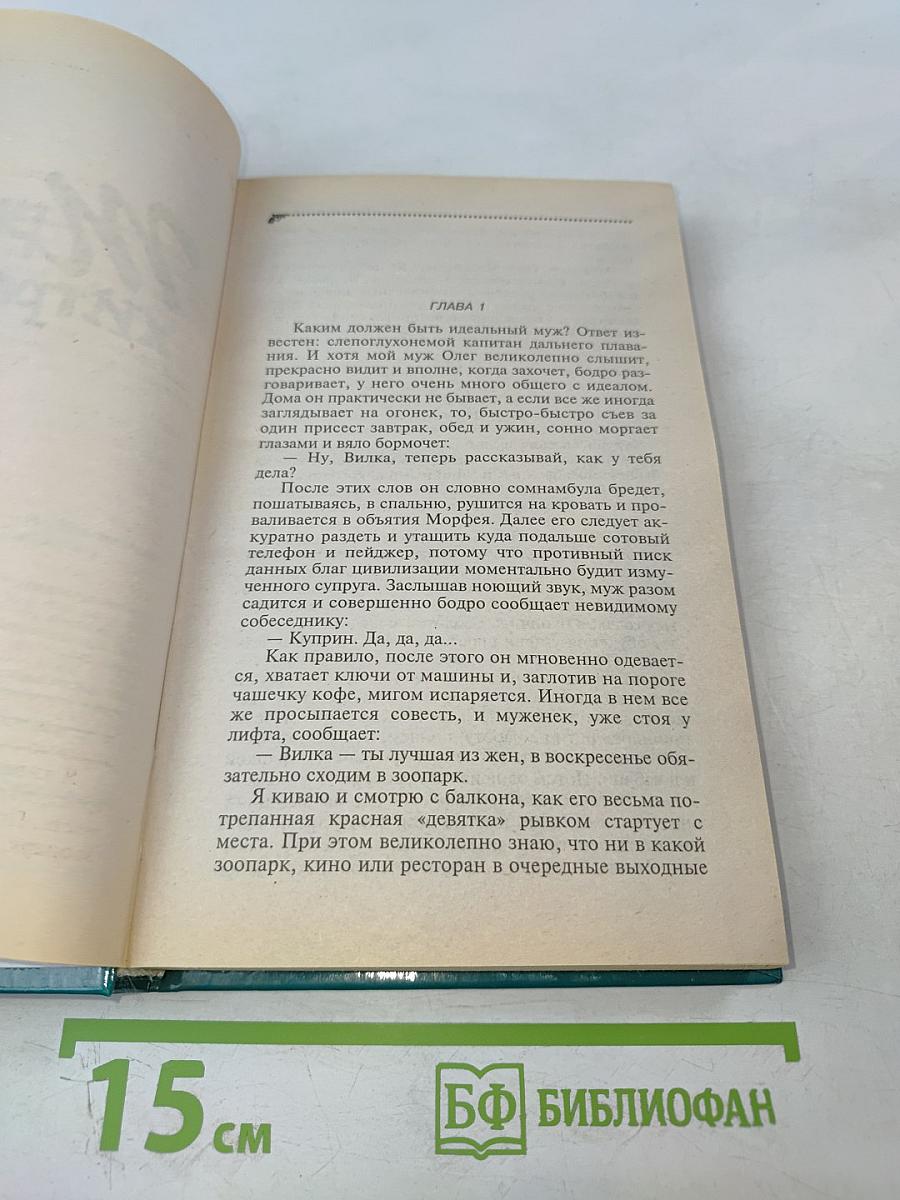 ГЛАВА 1
Каким должен быть идеальный муж? Ответ из-
вестен: слепоглухонемой капитан дальнего плава-
ния. И хотя мой муж Олег великолепно слышит,
прекрасно видит и вполне, когда захочет, бодро раз-
говаривает, у него очень много общего с идеалом.
Дома он практически не бывает, а если все же иногда
заглядывает на огонек, то, быстро-быстро съев за
один присест завтрак, обед и ужин, сонно моргает
глазами и вяло бормочет:
— Ну, Вилка, теперь рассказывай, как у тебя
дела?
После этих слов он словно сомнамбула бредет,
пошатываясь, в спальню, рушится на кровать и про-
валивается в объятия Морфея. Далее его следует ак-
куратно раздеть и утащить куда подальше сотовый
телефон и пейджер, потому что противный писк
данных благ цивилизации моментально будит изму-
ченного супруга. Заслышав ноющий звук, муж разом
садится и совершенно бодро сообщает невидимому
собеседнику:
— Куприн. Да, да, да...
Как правило, после этого он мгновенно одевает-
ся, хватает ключи от машины и, заглотив на пороге
чашечку кофе, мигом испаряется. Иногда в нем все
же просыпается совесть, и муженек, уже стоя у
лифта, сообщает:
— Вилка — ты лучшая из жен, в воскресенье обя-
зательно сходим в зоопарк.
Я киваю и смотрю с балкона, как его весьма по-
трепанная красная «девятка» рывком стартует с
места. При этом великолепно знаю, что ни в какой
зоопарк, кино или ресторан в очередные выходные
15 см
БФ БИБЛИОФАН